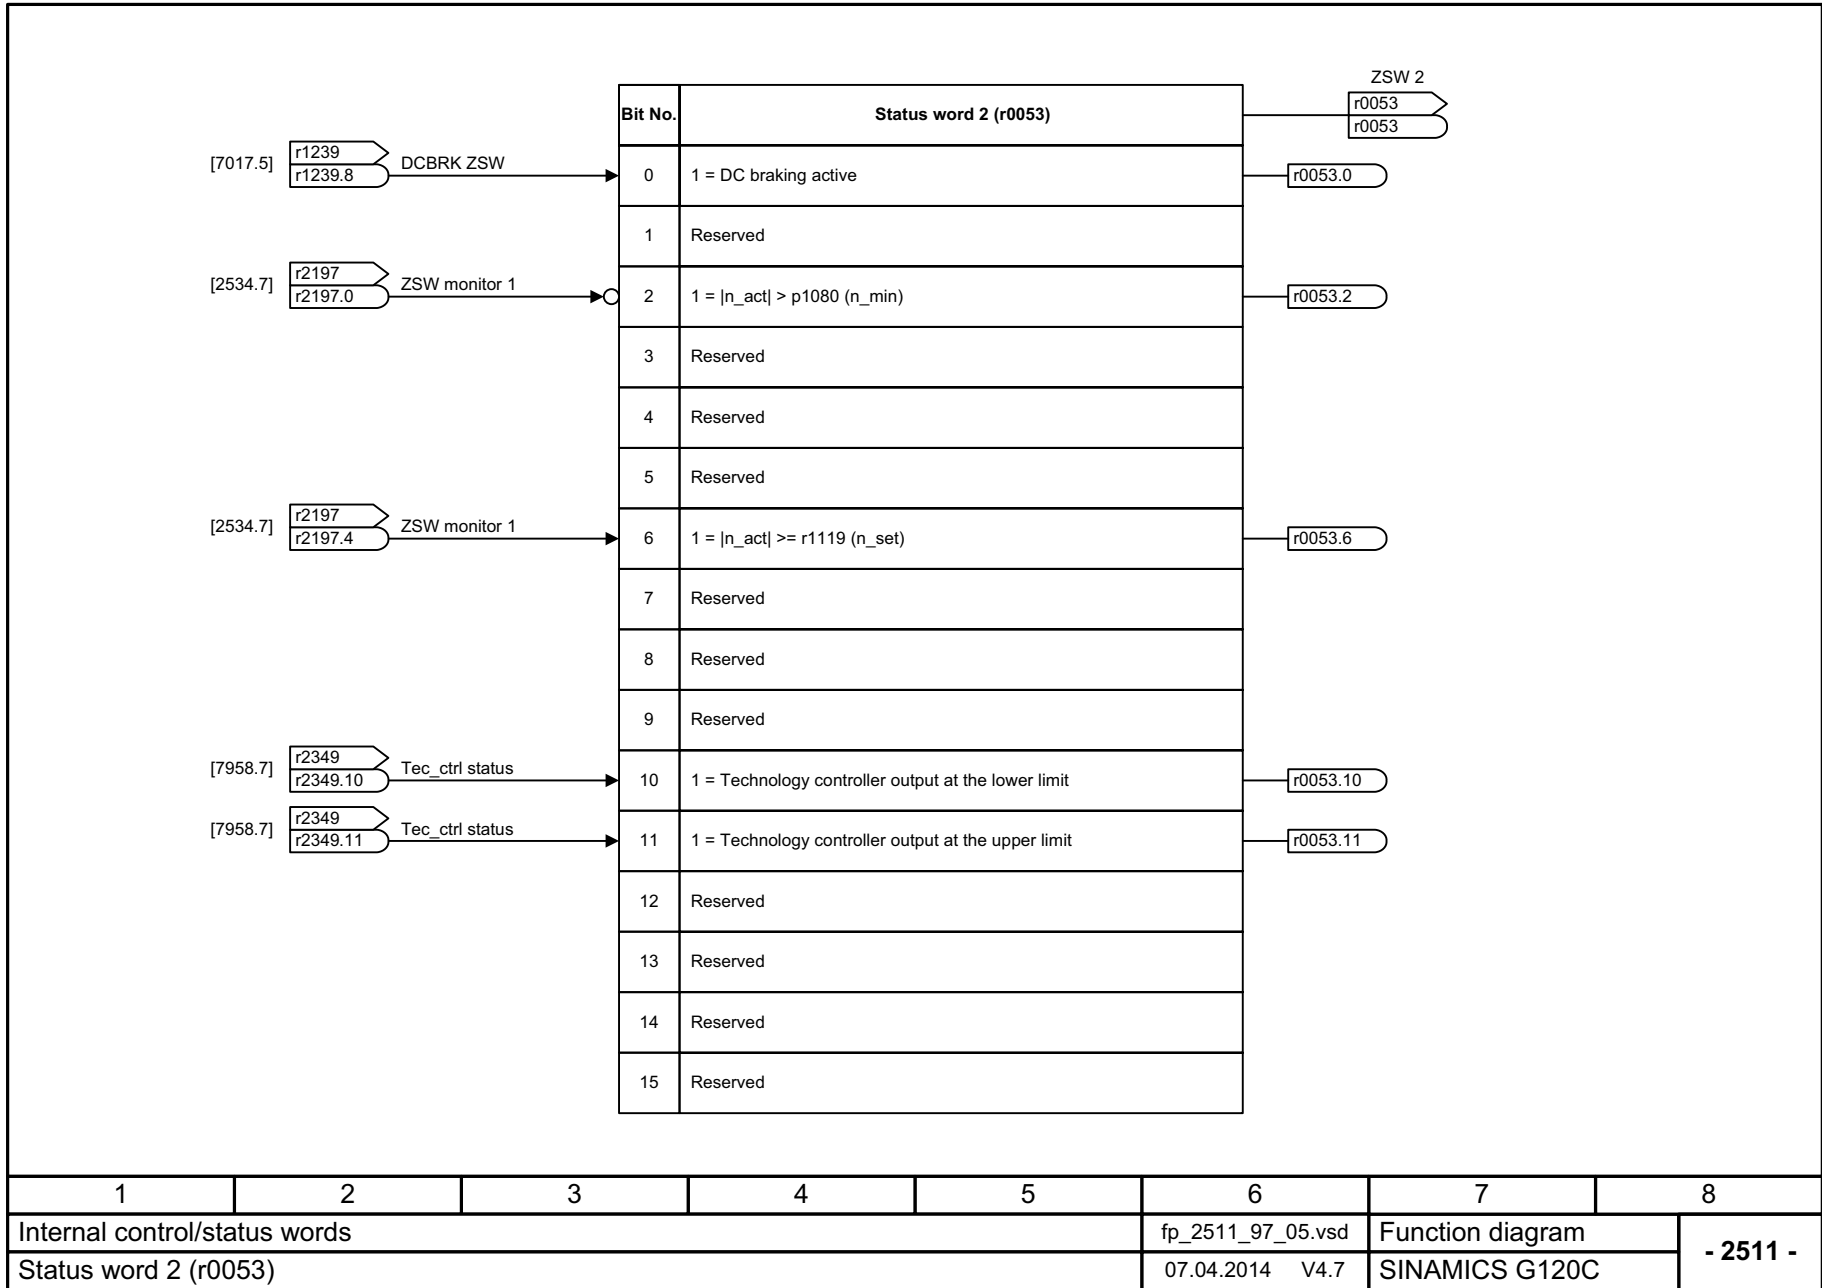 ZSW 2
Bit No. Status word 2 (r0053) r0053
r0053
[7017.5] r1239 DCBRK ZSW
r1239.8 0 1 = DC braking active r0053.0
1 Reserved
[2534.7] r2197 ZSW monitor 1
r2197.0 2 1 = |n_act| > p1080 (n_min) r0053.2
3 Reserved
4 Reserved
5 Reserved
[2534.7] r2197 ZSW monitor 1
r2197.4 6 1 = |n_act| >= r1119 (n_set) r0053.6
7 Reserved
8 Reserved
9 Reserved
[7958.7] r2349 Tec_ctrl status
r2349.10 10 1 = Technology controller output at the lower limit r0053.10
[7958.7] r2349 Tec_ctrl status
r2349.11 11 1 = Technology controller output at the upper limit r0053.11
12 Reserved
13 Reserved
14 Reserved
15 Reserved
1 2 3 4 5 6 7 8
Internal control/status words fp_2511_97_05.vsd Function diagram - 2511 -
Status word 2 (r0053) 07.04.2014 V4.7 SINAMICS G120C